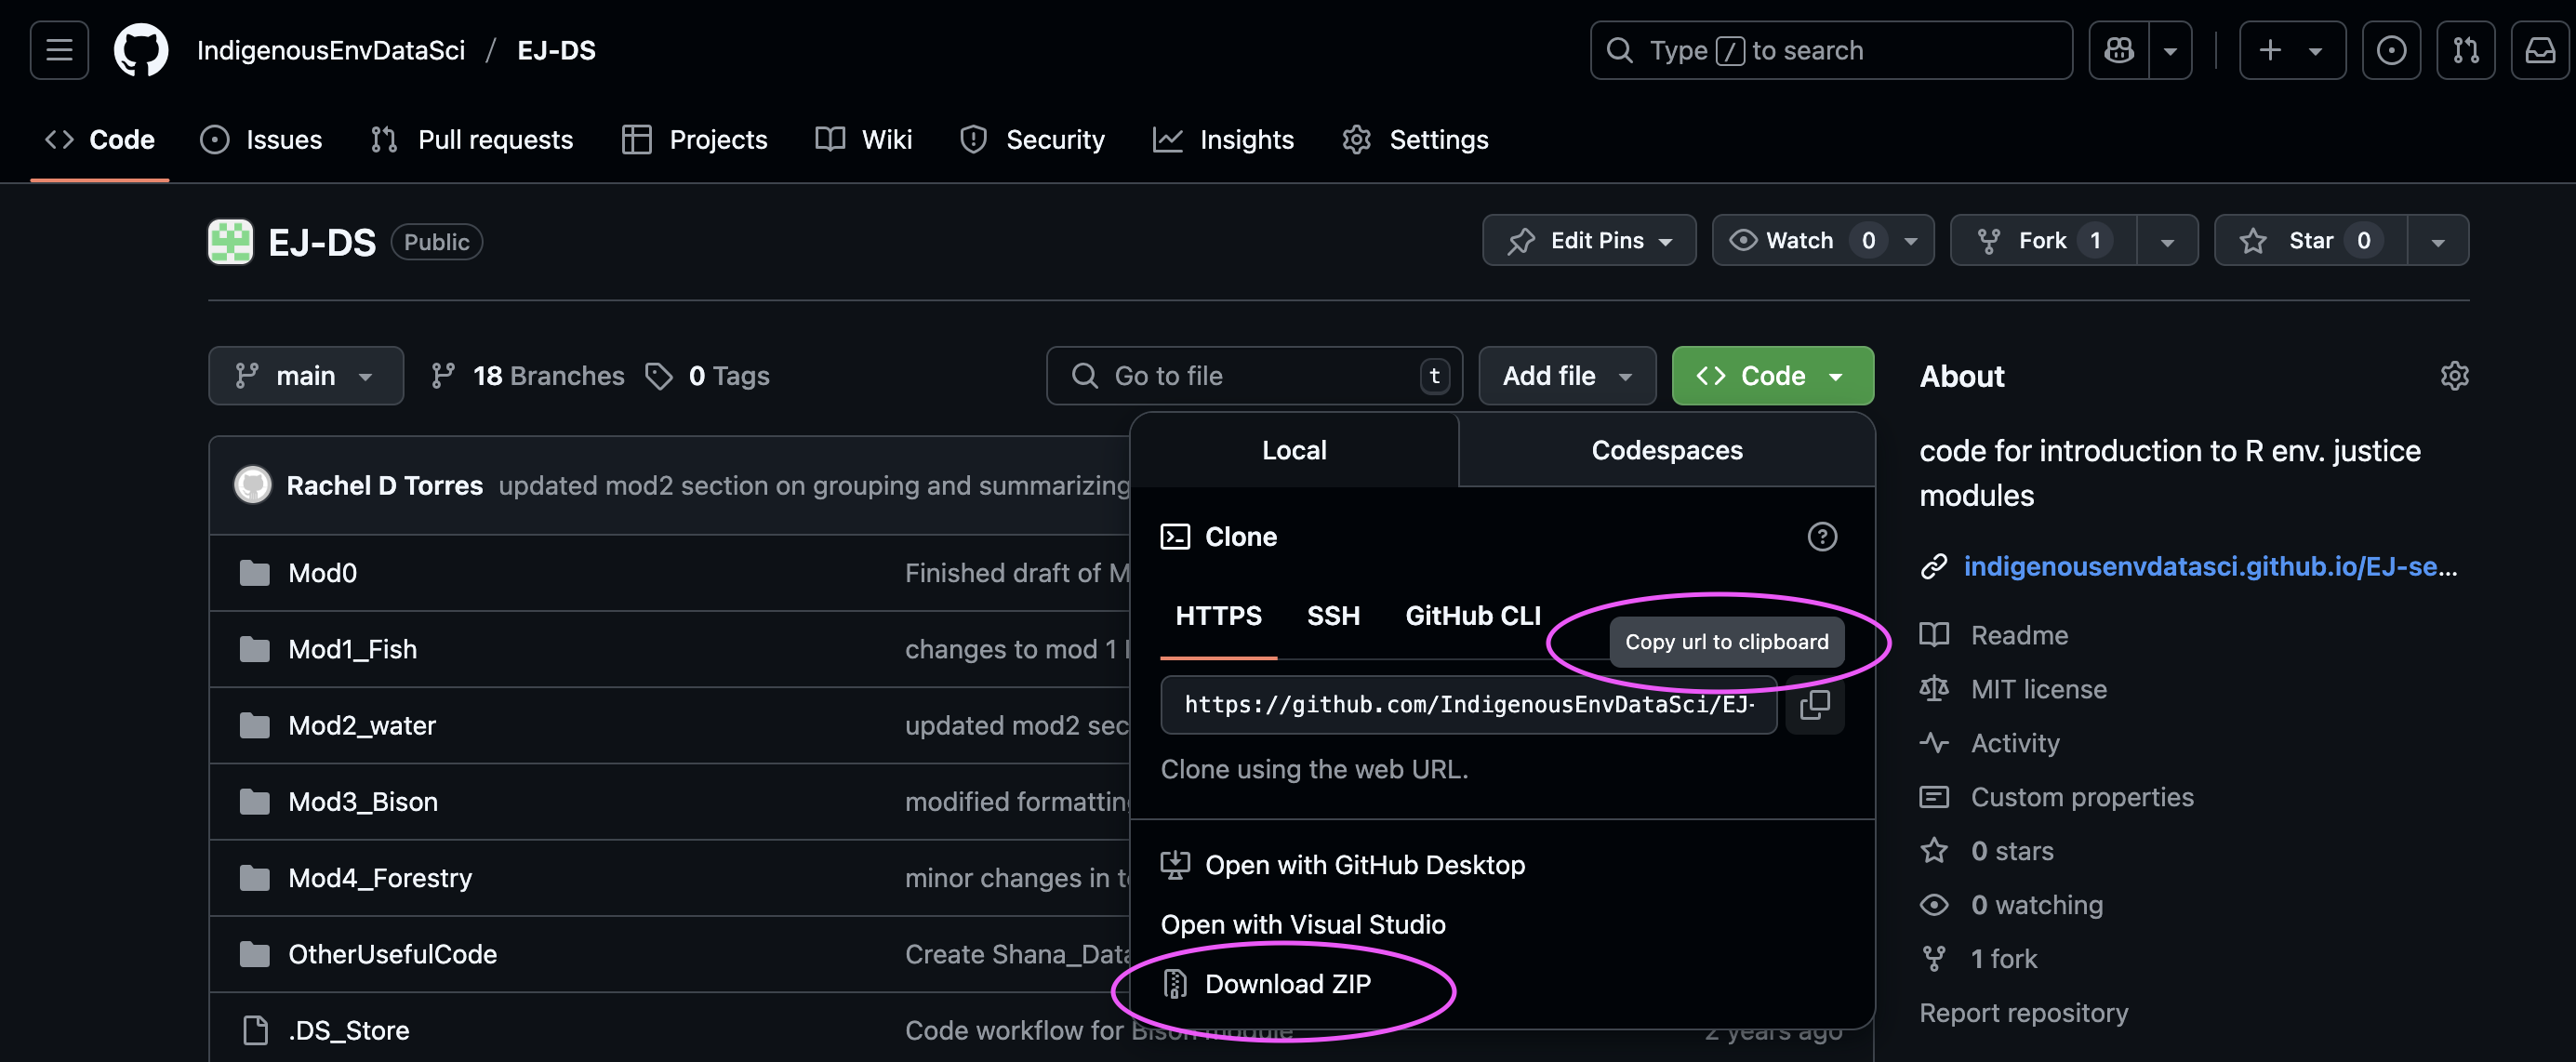 IndigenousEnvDataSci / EJ-DS
Type / to search
Code
Issues
Pull requests
Projects
Wiki
Security
Insights
Settings
EJ-DS Public
Edit Pins
Watch 0
Fork 1
Star 0
main
18 Branches
0 Tags
Go to file t
Add file
Code
Rachel D Torres updated mod2 section on grouping and summarizing
Mod0 Finished draft of M
Mod1_Fish changes to mod 1
Mod2_water updated mod2 sec
Mod3_Bison modified formatting
Mod4_Forestry minor changes in t
OtherUsefulCode Create Shana_Data
.DS_Store Code workflow for Bison module 2 years ago
Local
Codespaces
Clone
HTTPS
SSH
GitHub CLI
Copy url to clipboard
https://github.com/IndigenousEnvDataSci/EJ-
Clone using the web URL.
Open with GitHub Desktop
Open with Visual Studio
Download ZIP
About
code for introduction to R env. justice
modules
indigenousenvdatasci.github.io/EJ-se...
Readme
MIT license
Activity
Custom properties
0 stars
0 watching
1 fork
Report repository